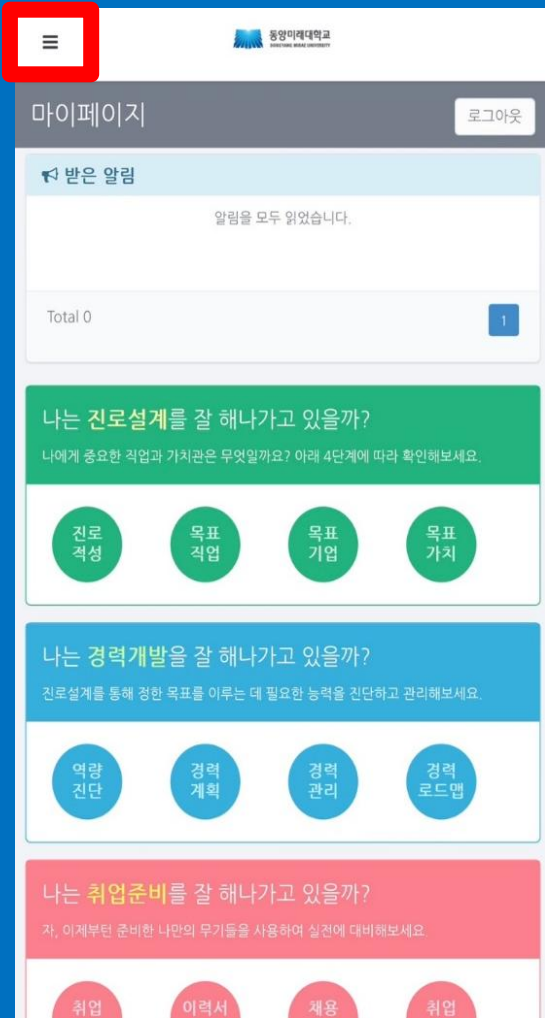 동양미래대학교
DONGYANG MIRAE UNIVERSITY
마이페이지
로그아웃
받은 알림
알림을 모두 읽었습니다.
Total 0
1
나는 진로설계를 잘 해나가고 있을까?
나에게 중요한 직업과 가치관은 무엇일까요? 아래 4단계에 따라 확인해보세요.
진로 목표 목표 목표
적성 직업 기업 가치
나는 경력개발을 잘 해나가고 있을까?
진로설계를 통해 정한 목표를 이루는 데 필요한 능력을 진단하고 관리해보세요.
역량 경력 경력 경력
진단 계획 관리 로드맵
나는 취업준비를 잘 해나가고 있을까?
자, 이제부터 준비한 나만의 무기들을 사용하여 실전에 대비해보세요.
취업 이력서 채용 취업